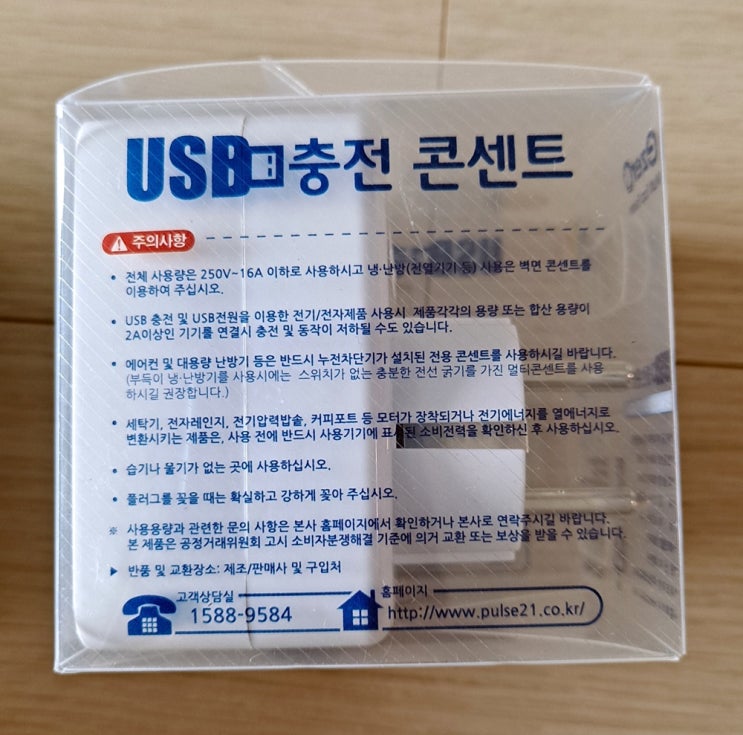 USB 충전 콘센트
주의사항
• 전체 사용량은 250V~16A 이하로 사용하시고 냉·난방(전열기기 등) 사용은 벽면 콘센트를
이용하여 주십시오.
• USB 충전 및 USB전원을 이용한 전기/전자제품 사용시 제품각각의 용량 또는 합산 용량이
2A이상인 기기를 연결시 충전 및 동작이 저하될 수도 있습니다.
• 에어컨 및 대용량 난방기 등은 반드시 누전차단기가 설치된 전용 콘센트를 사용하시길 바랍니다.
(부득이 냉·난방기를 사용시에는 스위치가 없는 충분한 전선 굵기를 가진 멀티콘센트를 사용
하시길 권장합니다.)
• 세탁기, 전자레인지, 전기압력밥솥, 커피포트 등 모터가 장착되거나 전기에너지를 열에너지로
변환시키는 제품은, 사용 전에 반드시 사용기기에 표시된 소비전력을 확인하신 후 사용하십시오.
• 습기나 물기가 없는 곳에 사용하십시오.
• 플러그를 꽂을 때는 확실하고 강하게 꽂아 주십시오.
※ 사용용량과 관련한 문의 사항은 본사 홈페이지에서 확인하거나 본사로 연락주시길 바랍니다.
본 제품은 공정거래위원회 고시 소비자분쟁해결 기준에 의거 교환 또는 보상을 받을 수 있습니다.
▶ 반품 및 교환장소: 제조/판매사 및 구입처
고객상담실
1588-9584
홈페이지
http://www.pulse21.co.kr/